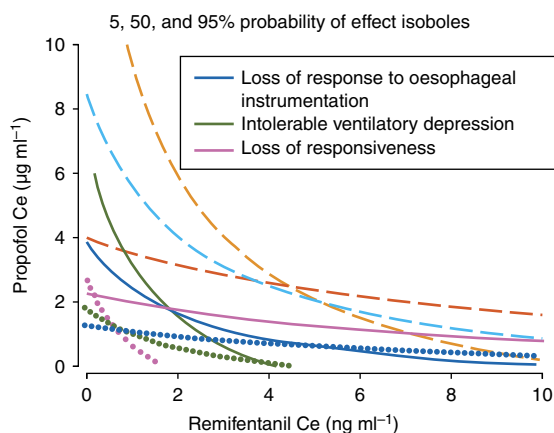 5, 50, and 95% probability of effect isoboles
Loss of response to oesophageal
instrumentation
Intolerable ventilatory depression
Loss of responsiveness
Propofol Ce (µg ml⁻¹)
10
8
6
4
2
0
0
2
4
6
8
10
Remifentanil Ce (ng ml⁻¹)